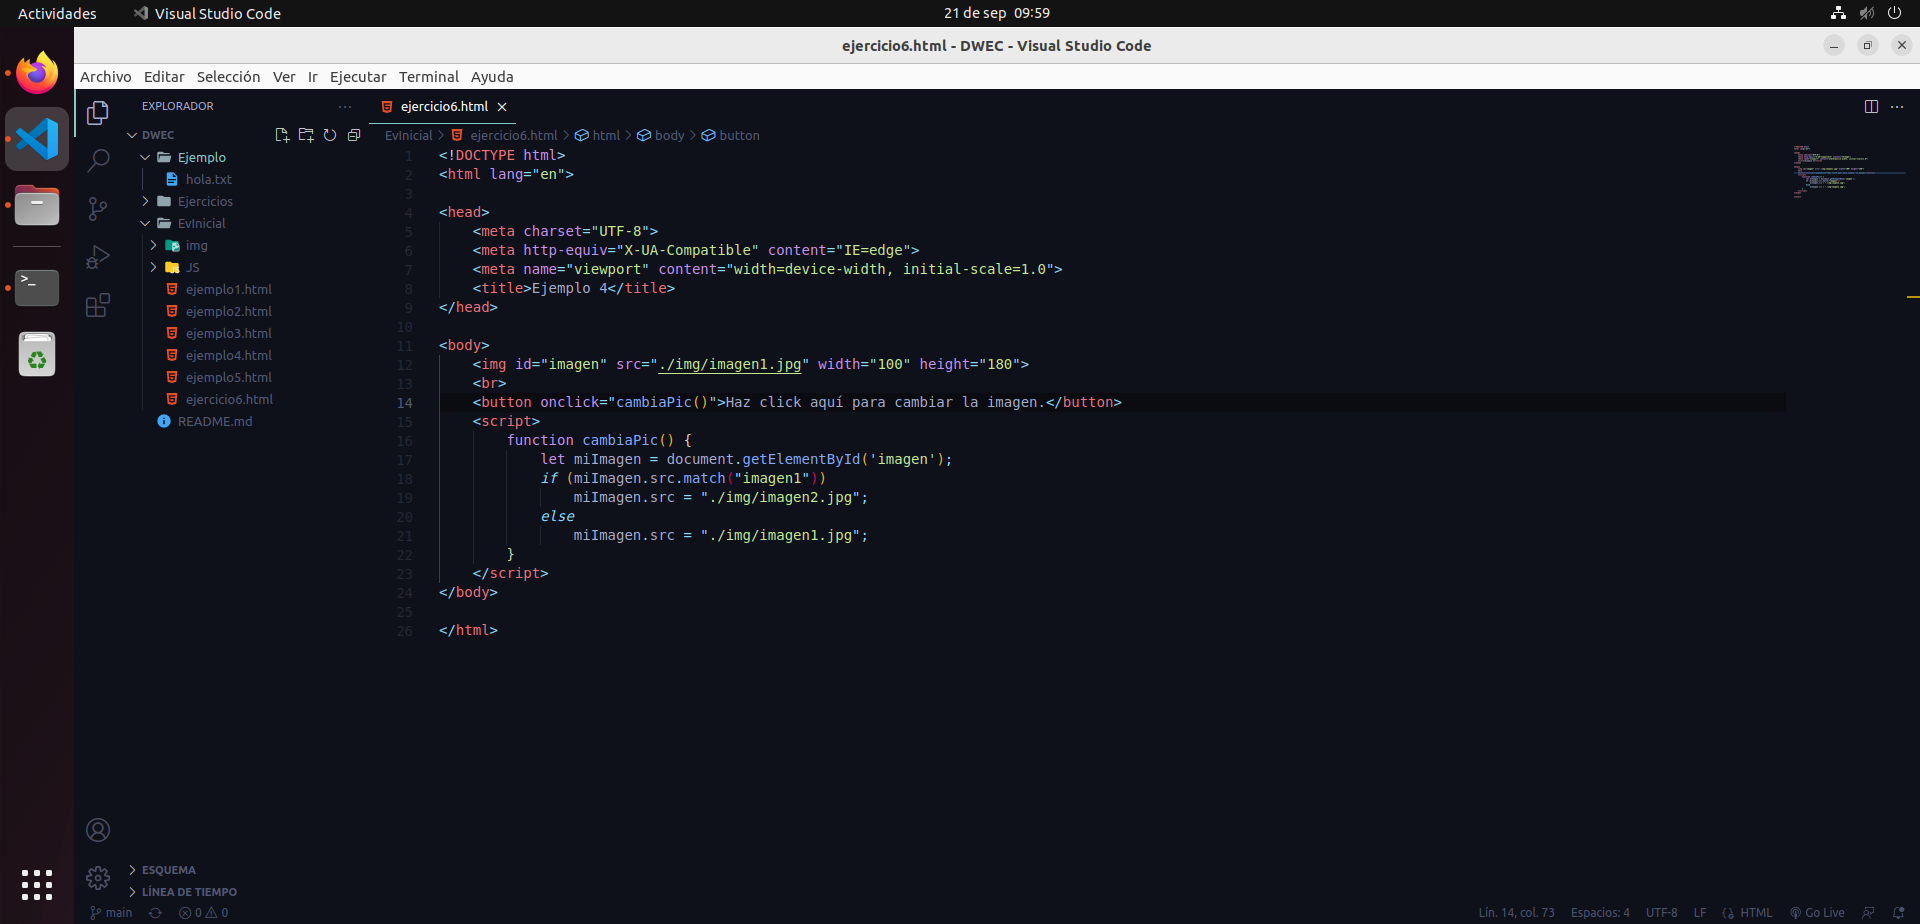 Actividades
Visual Studio Code
21 de sep 09:59
ejercicio6.html - DWEC - Visual Studio Code
Archivo Editar Selección Ver Ir Ejecutar Terminal Ayuda
EXPLORADOR
DWEC
Ejemplo
hola.txt
Ejercicios
EvInicial
img
JS
ejemplo1.html
ejemplo2.html
ejemplo3.html
ejemplo4.html
ejemplo5.html
ejercicio6.html
README.md
ESQUEMA
LÍNEA DE TIEMPO
ejercicio6.html
EvInicial > ejercicio6.html > html > body > button
1 <!DOCTYPE html>
2 <html lang="en">
3
4 <head>
5     <meta charset="UTF-8">
6     <meta http-equiv="X-UA-Compatible" content="IE=edge">
7     <meta name="viewport" content="width=device-width, initial-scale=1.0">
8     <title>Ejemplo 4</title>
9 </head>
10
11 <body>
12     <img id="imagen" src="./img/imagen1.jpg" width="100" height="180">
13     <br>
14     <button onclick="cambiaPic()">Haz click aquí para cambiar la imagen.</button>
15     <script>
16         function cambiaPic() {
17             let miImagen = document.getElementById('imagen');
18             if (miImagen.src.match("imagen1"))
19                 miImagen.src = "./img/imagen2.jpg";
20             else
21                 miImagen.src = "./img/imagen1.jpg";
22         }
23     </script>
24 </body>
25
26 </html>
main 0 0
Lín. 14, col. 73 Espacios: 4 UTF-8 LF HTML Go Live